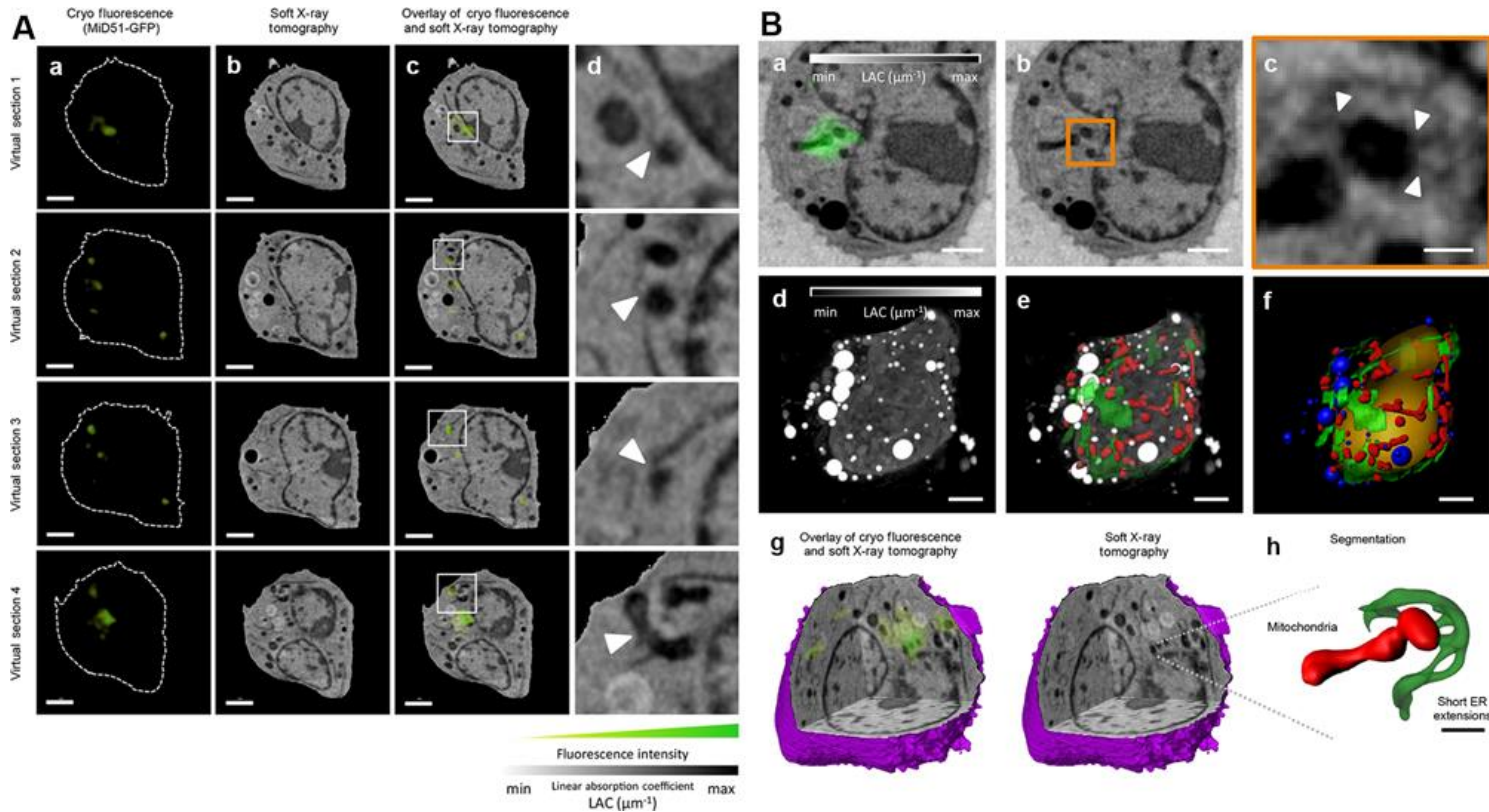 A
Cryo fluorescence
(MiD51-GFP)
Soft X-ray
tomography
Overlay of cryo fluorescence
and soft X-ray tomography
a
b
c
d
Virtual section 1
Virtual section 2
Virtual section 3
Virtual section 4
Fluorescence intensity
min
Linear absorption coefficient
max
LAC (µm⁻¹)
B
a
min
LAC (µm⁻¹)
max
b
c
d
min
LAC (µm⁻¹)
max
e
f
g
Overlay of cryo fluorescence
and soft X-ray tomography
Soft X-ray
tomography
h
Segmentation
Mitochondria
Short ER
extensions